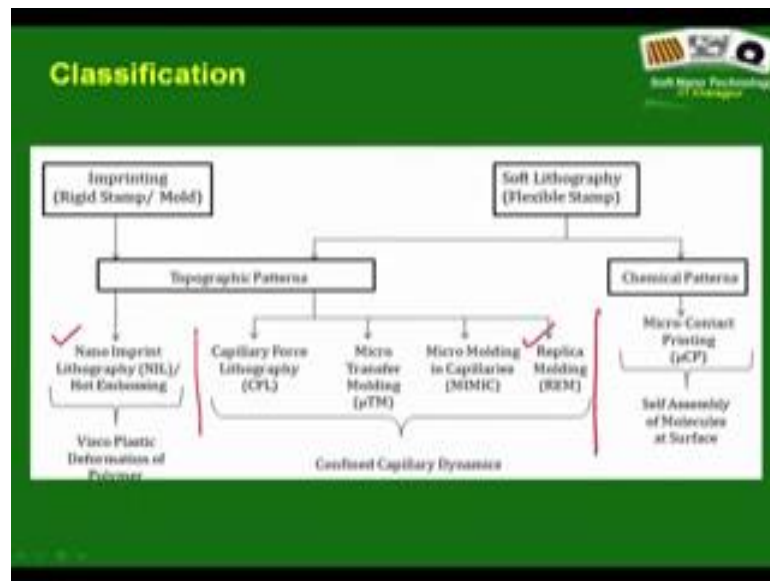 Classification
Soft Nano Technology
IIT Kharagpur
Imprinting
(Rigid Stamp/ Mold)
Soft Lithography
(Flexible Stamp)
Topographic Patterns
Chemical Patterns
Nano Imprint
Lithography (NIL)/
Hot Embossing
Capillary Force
Lithography
(CFL)
Micro
Transfer
Molding
(μTM)
Micro Molding
in Capillaries
(MIMIC)
Replica
Molding
(REM)
Micro-Contact
Printing
(μCP)
Visco Plastic
Deformation of
Polymer
Confined Capillary Dynamics
Self Assembly
of Molecules
at Surface